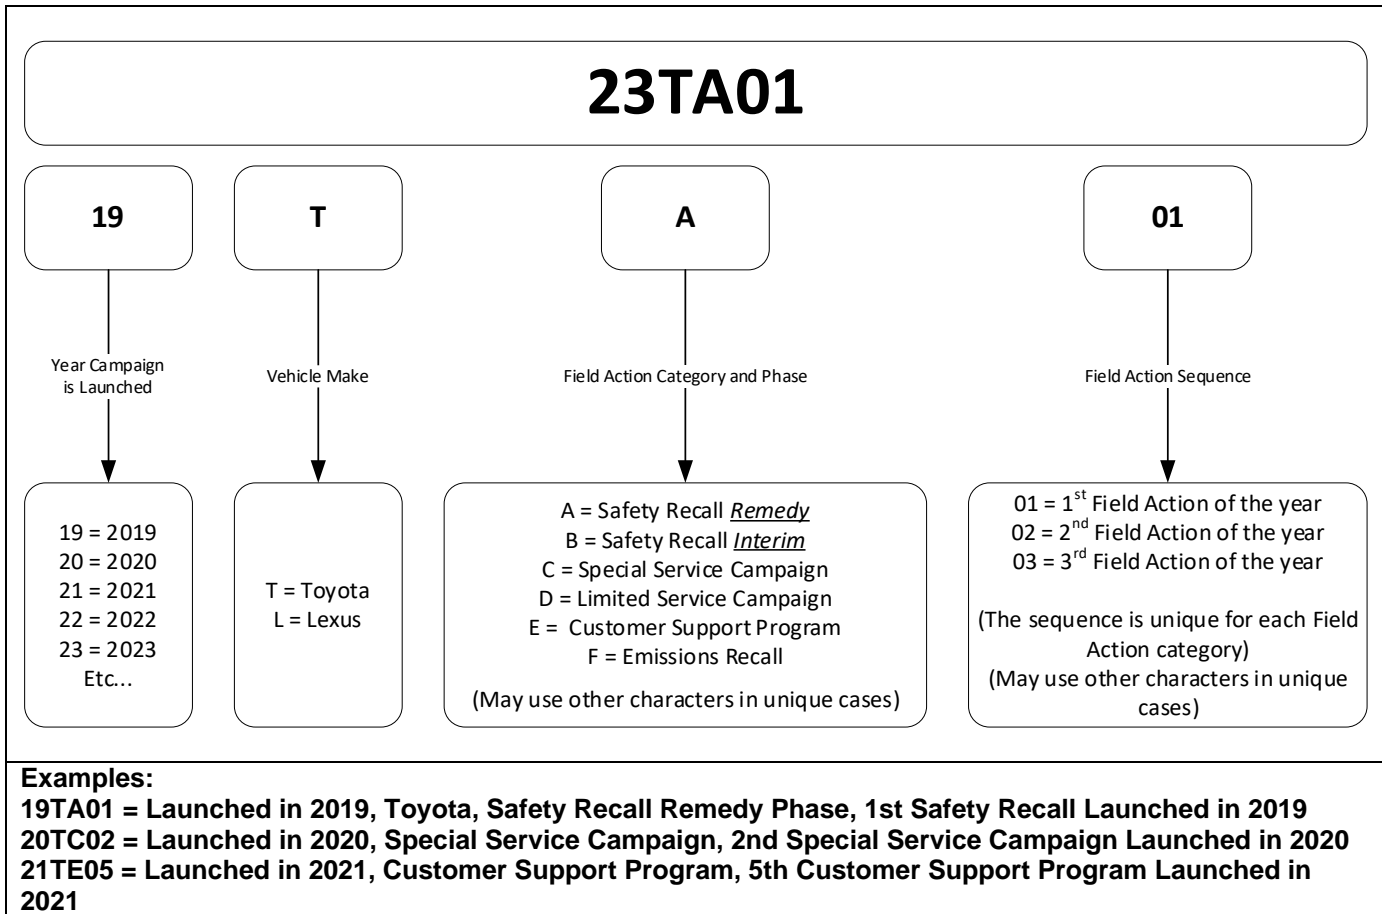 23TA01
19
T
A
01
Year Campaign
is Launched
Vehicle Make
Field Action Category and Phase
Field Action Sequence
19 = 2019
20 = 2020
21 = 2021
22 = 2022
23 = 2023
Etc...
T = Toyota
L = Lexus
A = Safety Recall Remedy
B = Safety Recall Interim
C = Special Service Campaign
D = Limited Service Campaign
E =  Customer Support Program
F = Emissions Recall
(May use other characters in unique cases)
01 = 1st Field Action of the year
02 = 2nd Field Action of the year
03 = 3rd Field Action of the year
(The sequence is unique for each Field
Action category)
(May use other characters in unique
cases)
Examples:
19TA01 = Launched in 2019, Toyota, Safety Recall Remedy Phase, 1st Safety Recall Launched in 2019
20TC02 = Launched in 2020, Special Service Campaign, 2nd Special Service Campaign Launched in 2020
21TE05 = Launched in 2021, Customer Support Program, 5th Customer Support Program Launched in
2021